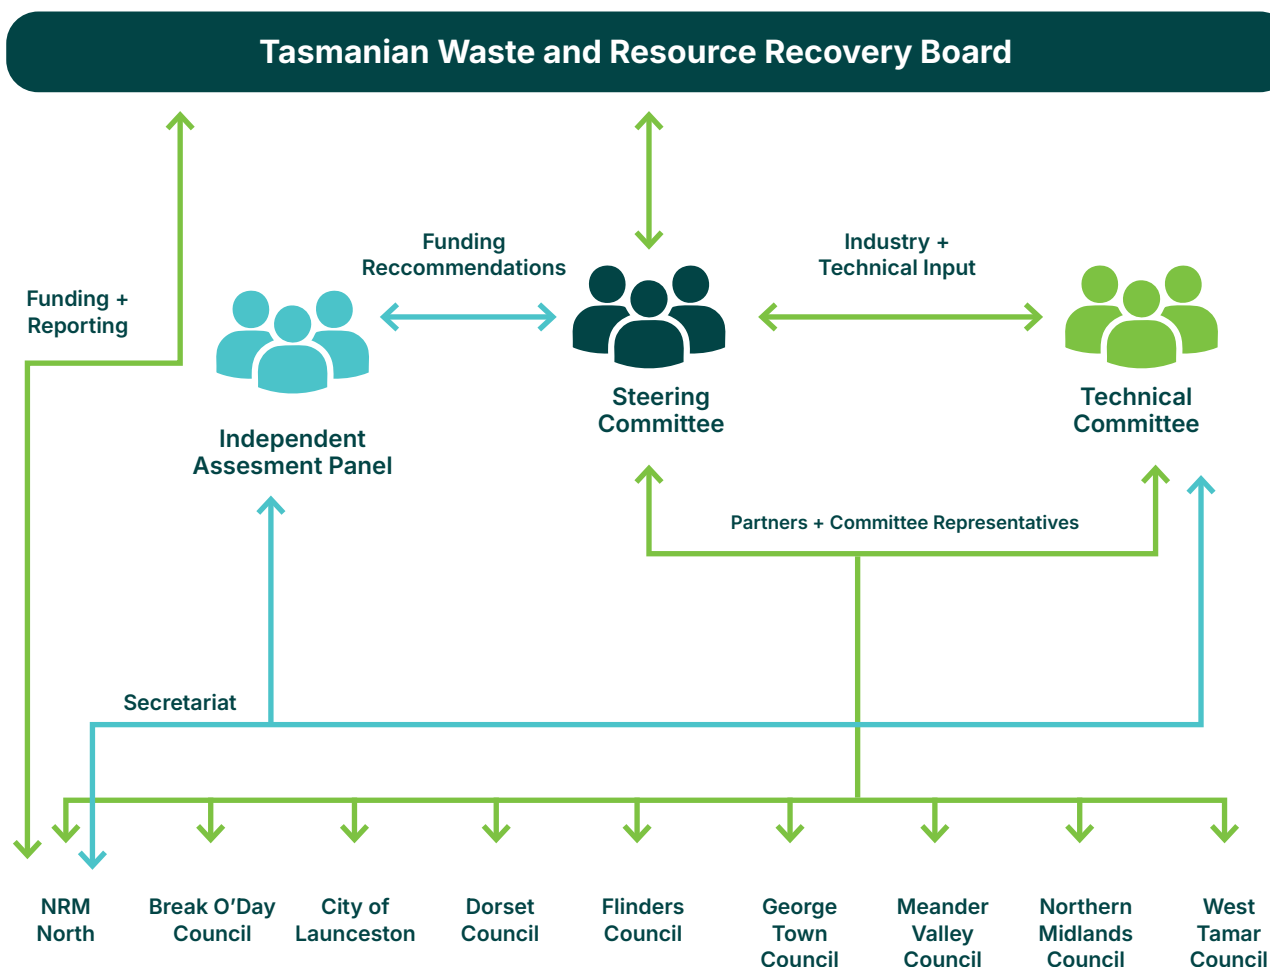 Tasmanian Waste and Resource Recovery Board
Funding
Reccommendations
Industry +
Technical Input
Funding +
Reporting
Steering
Committee
Technical
Committee
Independent
Assesment Panel
Partners + Committee Representatives
Secretariat
NRM
North
Break O’Day
Council
City of
Launceston
Dorset
Council
Flinders
Council
George
Town
Council
Meander
Valley
Council
Northern
Midlands
Council
West
Tamar
Council